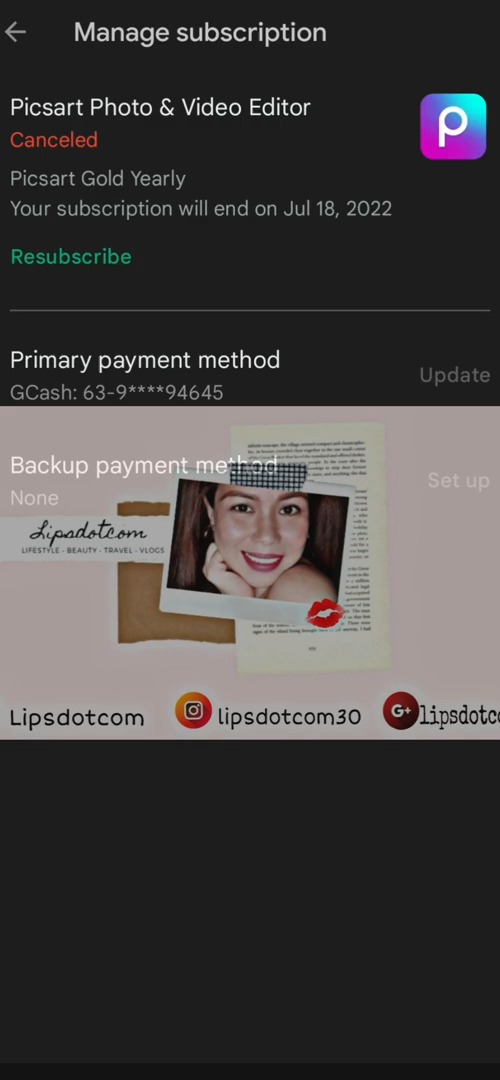 Manage subscription
Picsart Photo & Video Editor
Canceled
Picsart Gold Yearly
Your subscription will end on Jul 18, 2022
Resubscribe
Primary payment method
Update
GCash: 63-9****94645
Backup payment method
Set up
None
Lipsdotcom
LIFESTYLE - BEAUTY - TRAVEL - VLOGS
Lipsdotcom
lipsdotcom30
G+ lipsdotc